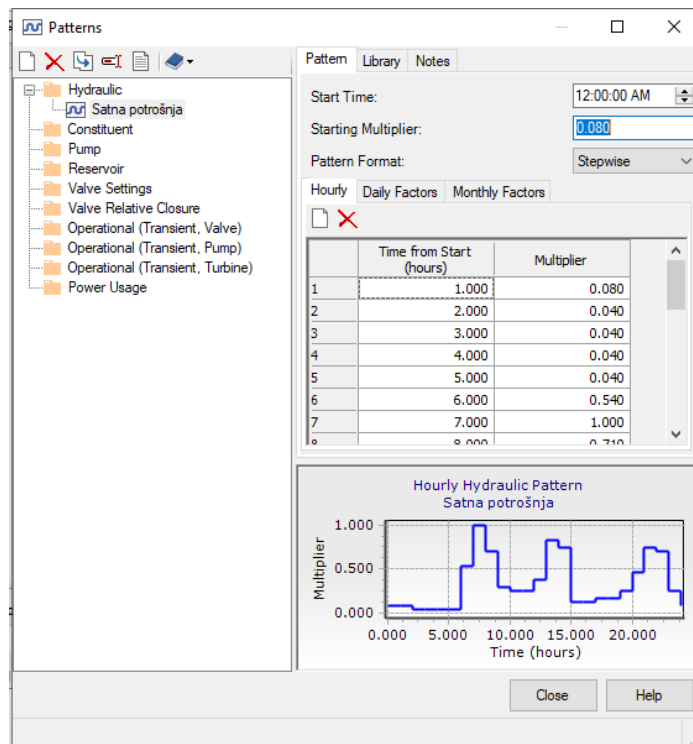 Patterns
Hydraulic
Satna potrošnja
Constituent
Pump
Reservoir
Valve Settings
Valve Relative Closure
Operational (Transient, Valve)
Operational (Transient, Pump)
Operational (Transient, Turbine)
Power Usage
Pattern Library Notes
Start Time: 12:00:00 AM
Starting Multiplier: 0.080
Pattern Format: Stepwise
Hourly Daily Factors Monthly Factors
Time from Start
(hours) Multiplier
1 1.000 0.080
2 2.000 0.040
3 3.000 0.040
4 4.000 0.040
5 5.000 0.040
6 6.000 0.540
7 7.000 1.000
8 8.000 0.710
Hourly Hydraulic Pattern
Satna potrošnja
Multiplier
1.000
0.500
0.000
0.000 5.000 10.000 15.000 20.000
Time (hours)
Close Help